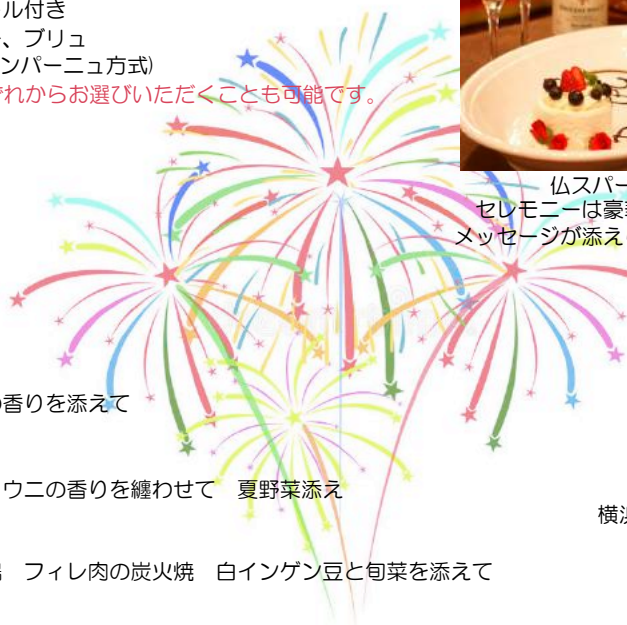 ル付き
、ブリュ
ンパーニュ方式)
ずれからお選びいただくことも可能です。
仏スパー
セレモニーは豪華
メッセージが添え
の香りを添えて
ウニの香りを纏わせて　夏野菜添え
横浜
フィレ肉の炭火焼　白インゲン豆と旬菜を添えて